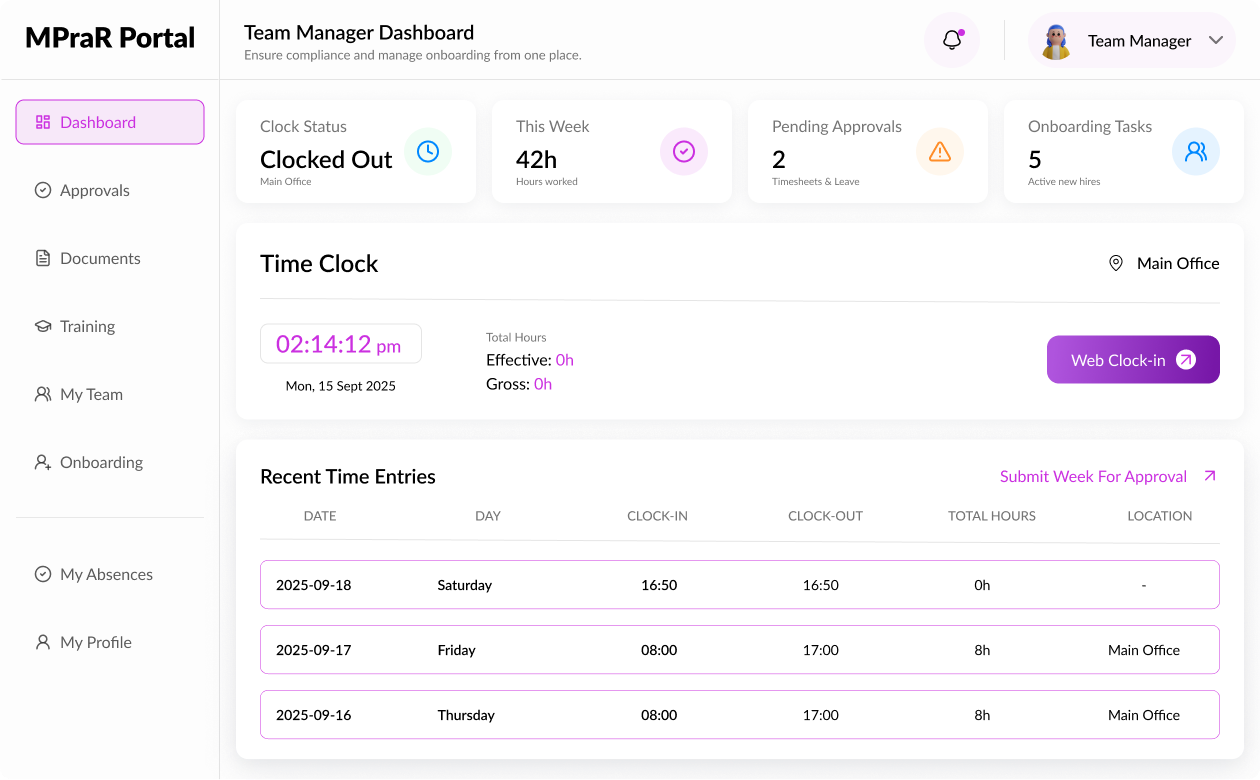 MPraR Portal
Team Manager Dashboard
Ensure compliance and manage onboarding from one place.
Team Manager
Dashboard
Approvals
Documents
Training
My Team
Onboarding
My Absences
My Profile
Clock Status
Clocked Out
Main Office
This Week
42h
Hours worked
Pending Approvals
2
Timesheets & Leave
Onboarding Tasks
5
Active new hires
Time Clock
Main Office
02:14:12 pm
Mon, 15 Sept 2025
Total Hours
Effective: 0h
Gross: 0h
Web Clock-in
Recent Time Entries
Submit Week For Approval
DATE DAY CLOCK-IN CLOCK-OUT TOTAL HOURS LOCATION
2025-09-18 Saturday 16:50 16:50 0h -
2025-09-17 Friday 08:00 17:00 8h Main Office
2025-09-16 Thursday 08:00 17:00 8h Main Office